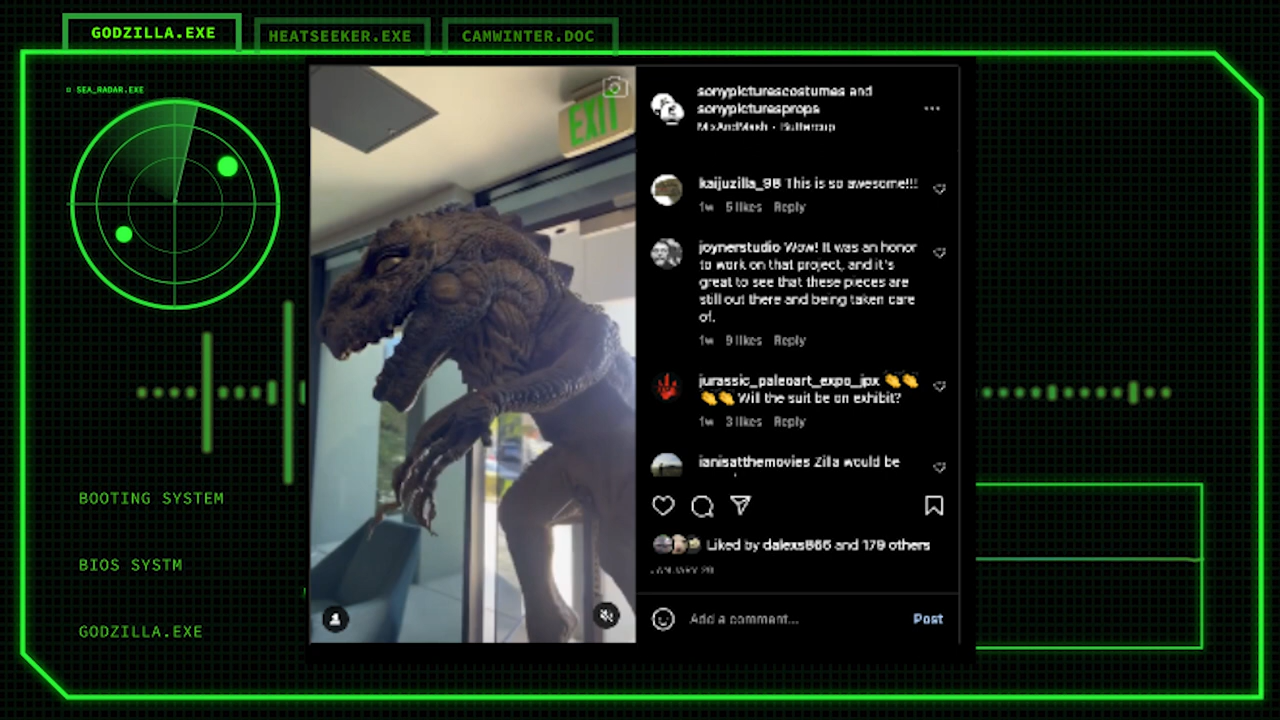 GODZILLA.EXE
HEATSEEKER.EXE
CAMWINTER.DOC
SEA_RADAR.EXE
EXIT
sonypicturescostumes and
sonypicturesprops
MixAndMash · Buttercup
kaijuzilla_98 This is so awesome!!!
1w 5 likes Reply
joynerstudio Wow! It was an honor
to work on that project, and it's
great to see that these pieces are
still out there and being taken care
of.
1w 9 likes Reply
jurassic_paleoart_expo_jpx 👏👏
👏👏 Will the suit be on exhibit?
1w 3 likes Reply
ianisatthemovies Zilla would be
Liked by dalexs866 and 179 others
JANUARY 28
Add a comment...
Post
BOOTING SYSTEM
BIOS SYSTM
GODZILLA.EXE